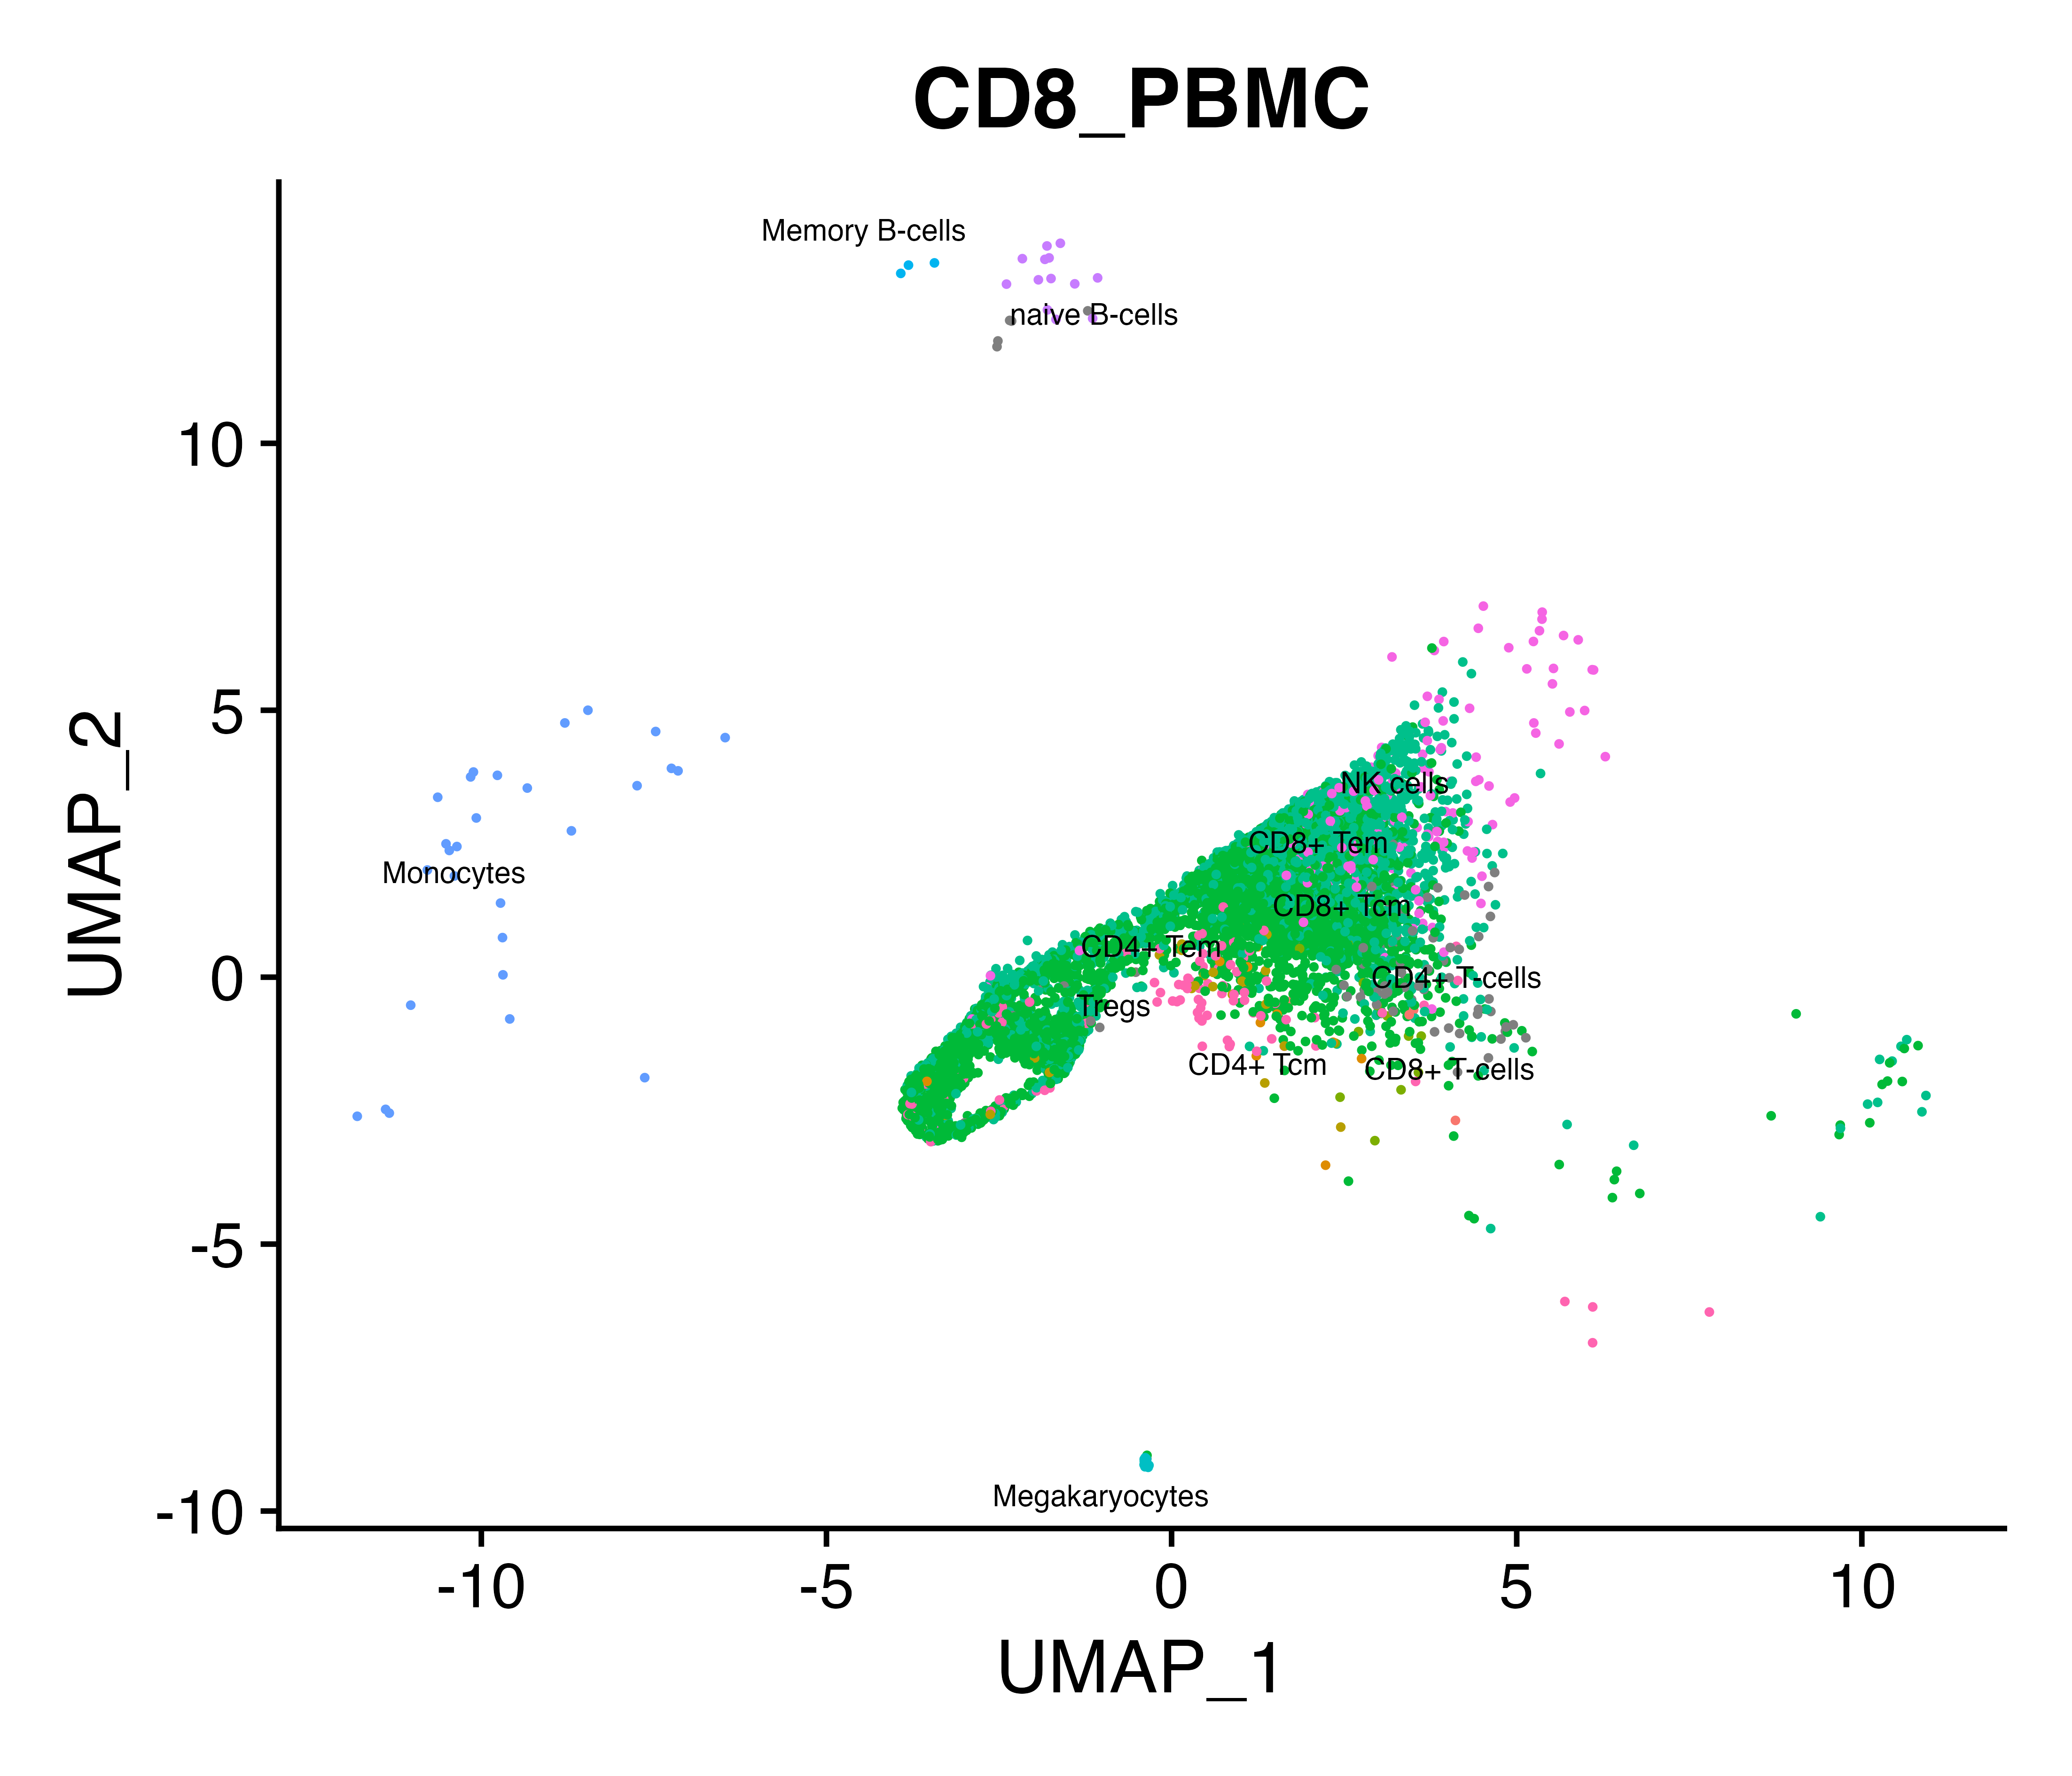 CD8_PBMC
Memory B-cells
naive B-cells
10
5
NK cells
CD8+ Tem
Monocytes
CD8+ Tcm
CD4+ Tem
UMAP_2
0
CD4+ T-cells
Tregs
CD4+ Tcm
CD8+ T-cells
-5
Megakaryocytes
-10
-10 -5 0 5 10
UMAP_1